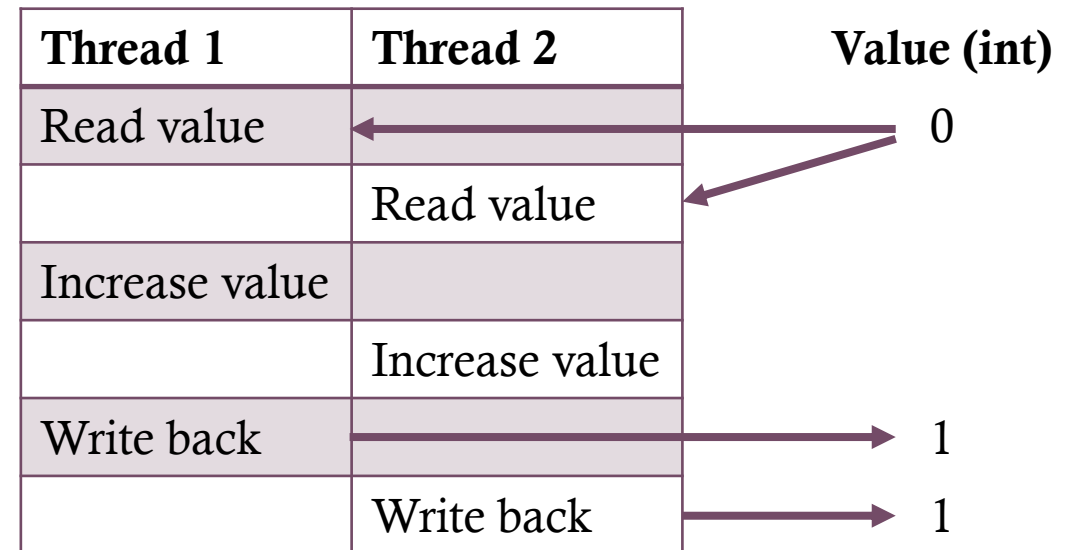 Thread 1 Thread 2 Value (int)
Read value 0
Read value
Increase value
Increase value
Write back 1
Write back 1